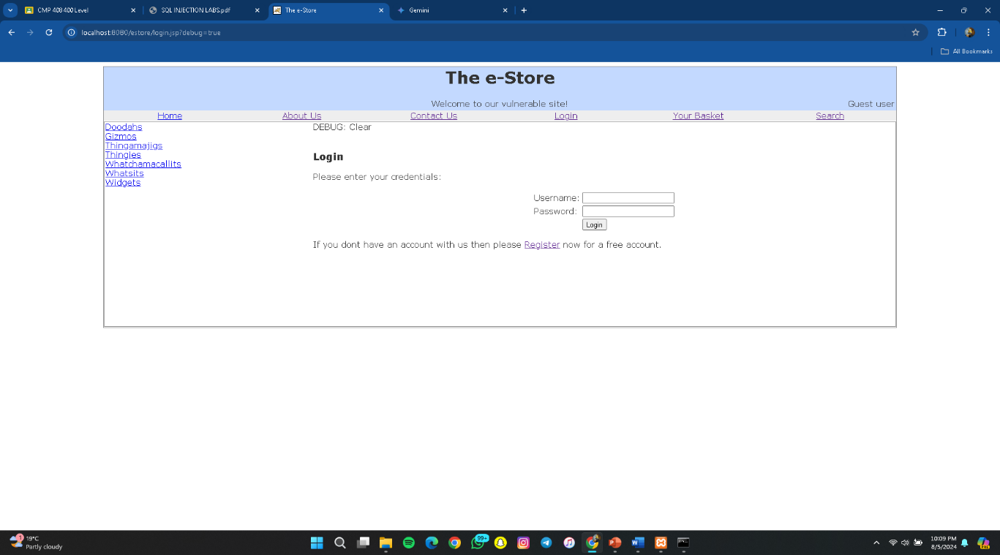 CMP 408 400 Level
SQL INJECTION LABS.pdf
The e-Store
Gemini
localhost:8080/estore/login.jsp?debug=true
All Bookmarks
The e-Store
Welcome to our vulnerable site!
Guest user
Home
About Us
Contact Us
Login
Your Basket
Search
Doodahs
Gizmos
Thingamajigs
Thingies
Whatchamacallits
Whatsits
Widgets
DEBUG: Clear
Login
Please enter your credentials:
Username:
Password:
Login
If you dont have an account with us then please Register now for a free account.
1
19°C
Partly cloudy
99+
10:09 PM
8/5/2024